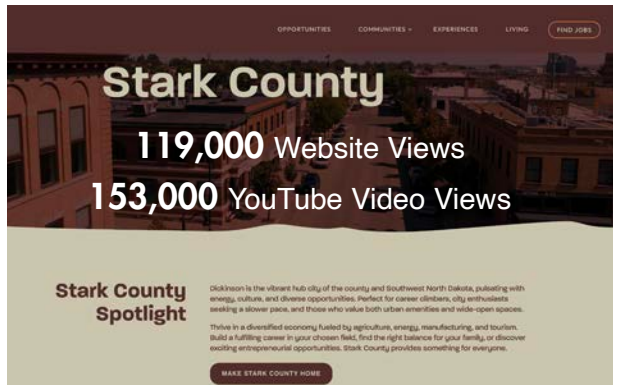 OPPORTUNITIES COMMUNITIES EXPERIENCES LIVING FIND JOBS
Stark County
119,000 Website Views
153,000 YouTube Video Views
Stark County
Spotlight
Dickinson is the vibrant hub city of the county and Southwest North Dakota, pulsating with
energy, culture, and diverse opportunities. Perfect for career climbers, city enthusiasts
seeking a slower pace, and those who value both urban amenities and wide-open spaces.
Thrive in a diversified economy fueled by agriculture, energy, manufacturing, and tourism.
Build a fulfilling career in your chosen field, find the right balance for your family, or discover
exciting entrepreneurial opportunities. Stark County provides something for everyone.
MAKE STARK COUNTY HOME